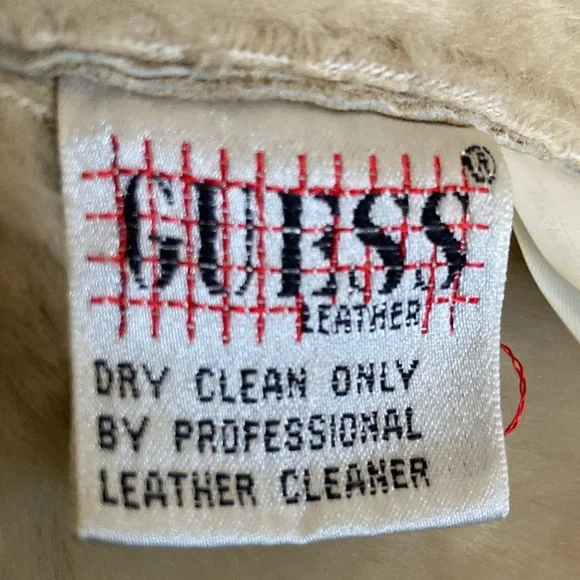 GUESS®
LEATHER
DRY CLEAN ONLY
BY PROFESSIONAL
LEATHER CLEANER